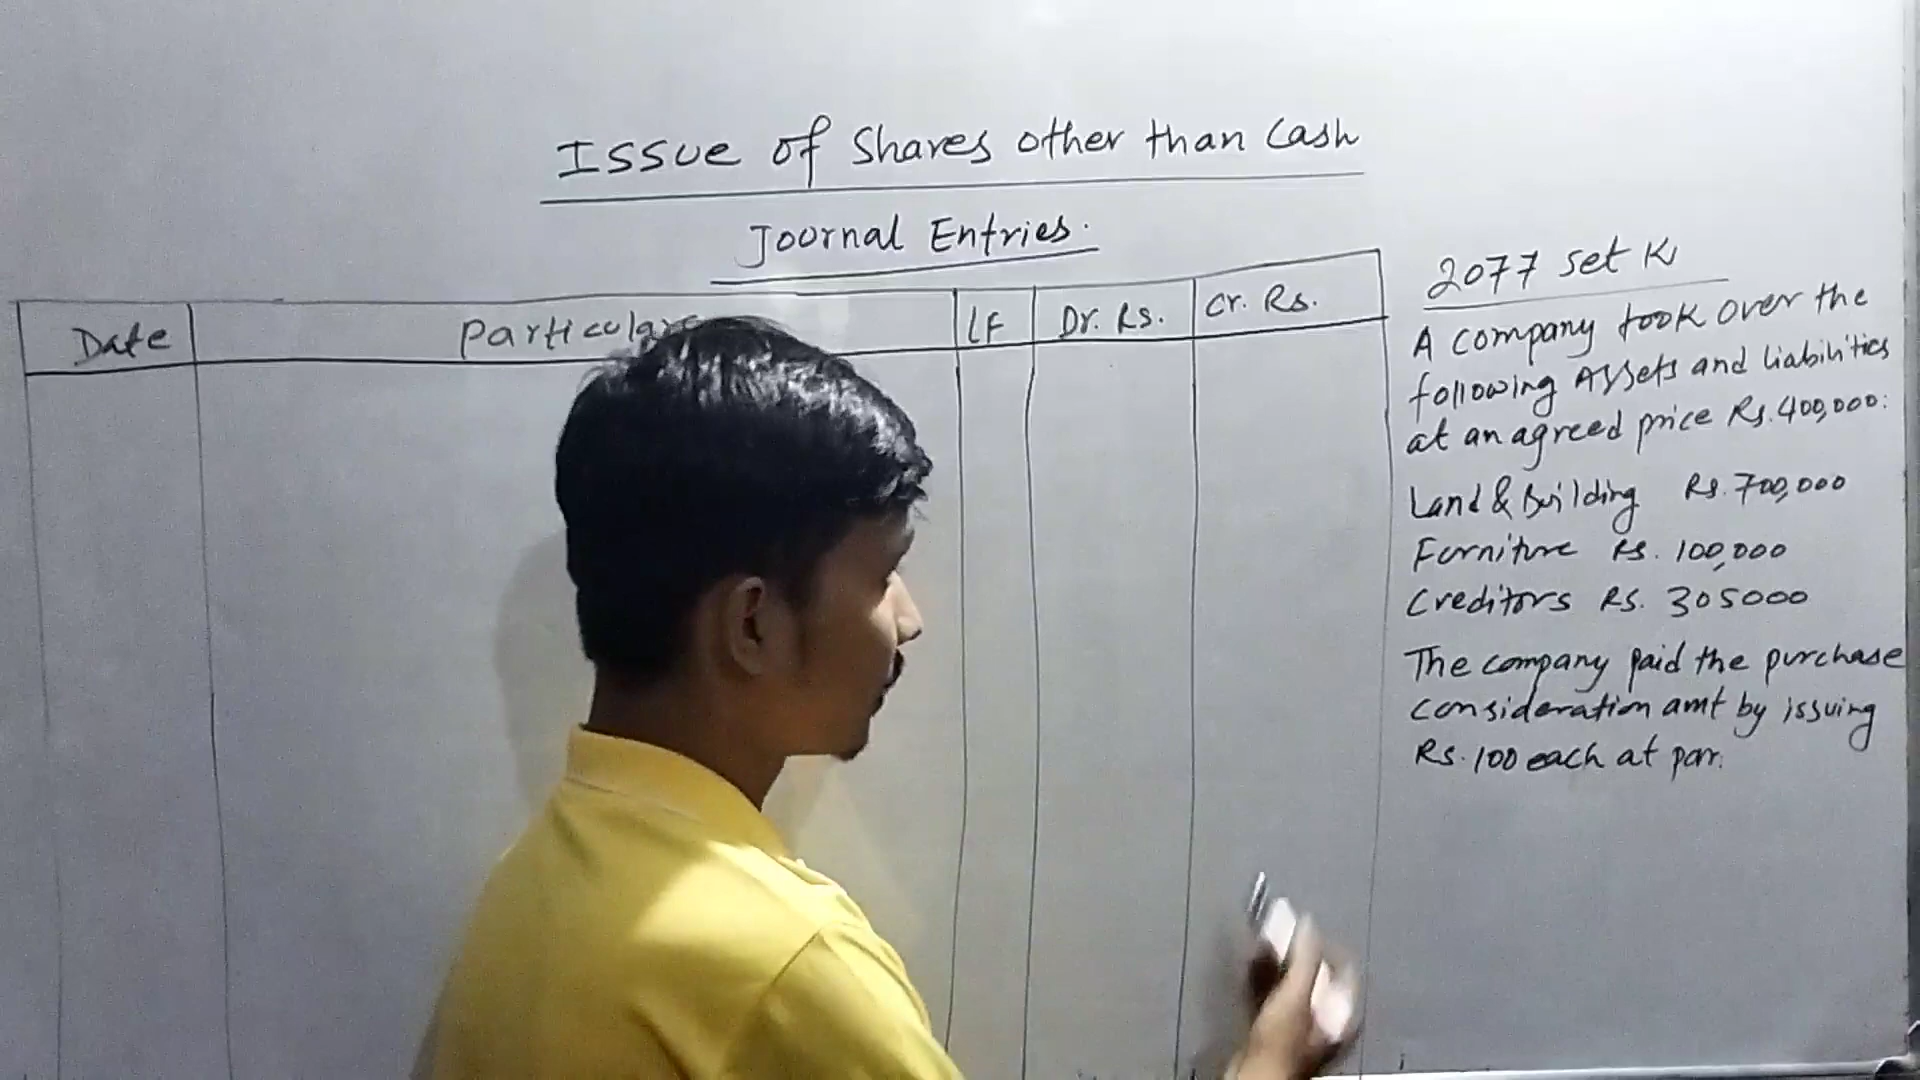 Issue of Shares other than Cash
Journal Entries.
Date Particulars LF Dr. Rs. Cr. Rs.
2077 set K
A company took over the
following Assets and liabilities
at an agreed price Rs. 400,000:
Land & Building Rs. 700,000
Furniture Rs. 100,000
Creditors Rs. 305000
The company paid the purchase
consideration amt by issuing
Rs. 100 each at par.